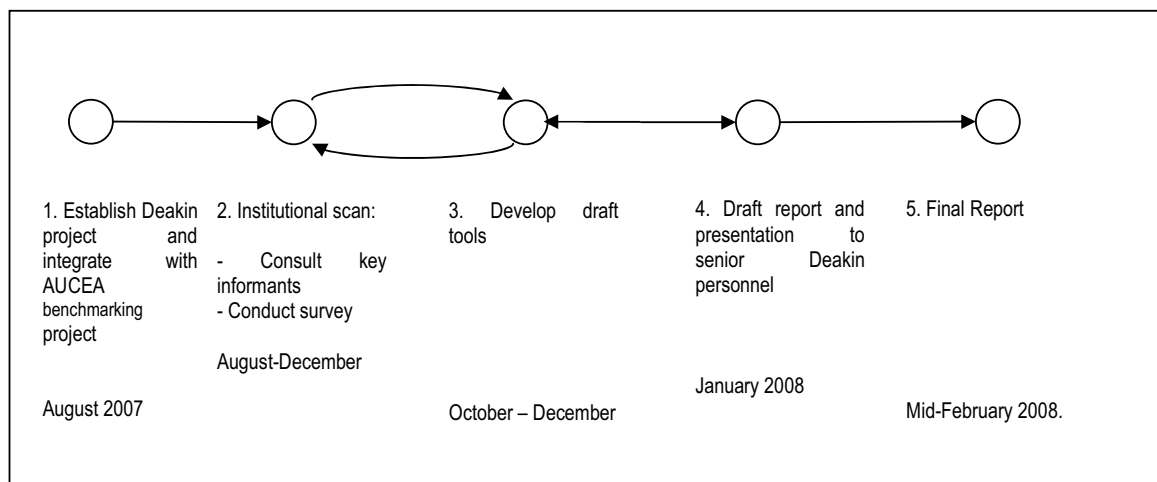 1. Establish Deakin
project and
integrate with
AUCEA
benchmarking
project
August 2007
2. Institutional scan:
- Consult key
informants
- Conduct survey
August-December
3. Develop draft
tools
October – December
4. Draft report and
presentation to
senior Deakin
personnel
January 2008
5. Final Report
Mid-February 2008.